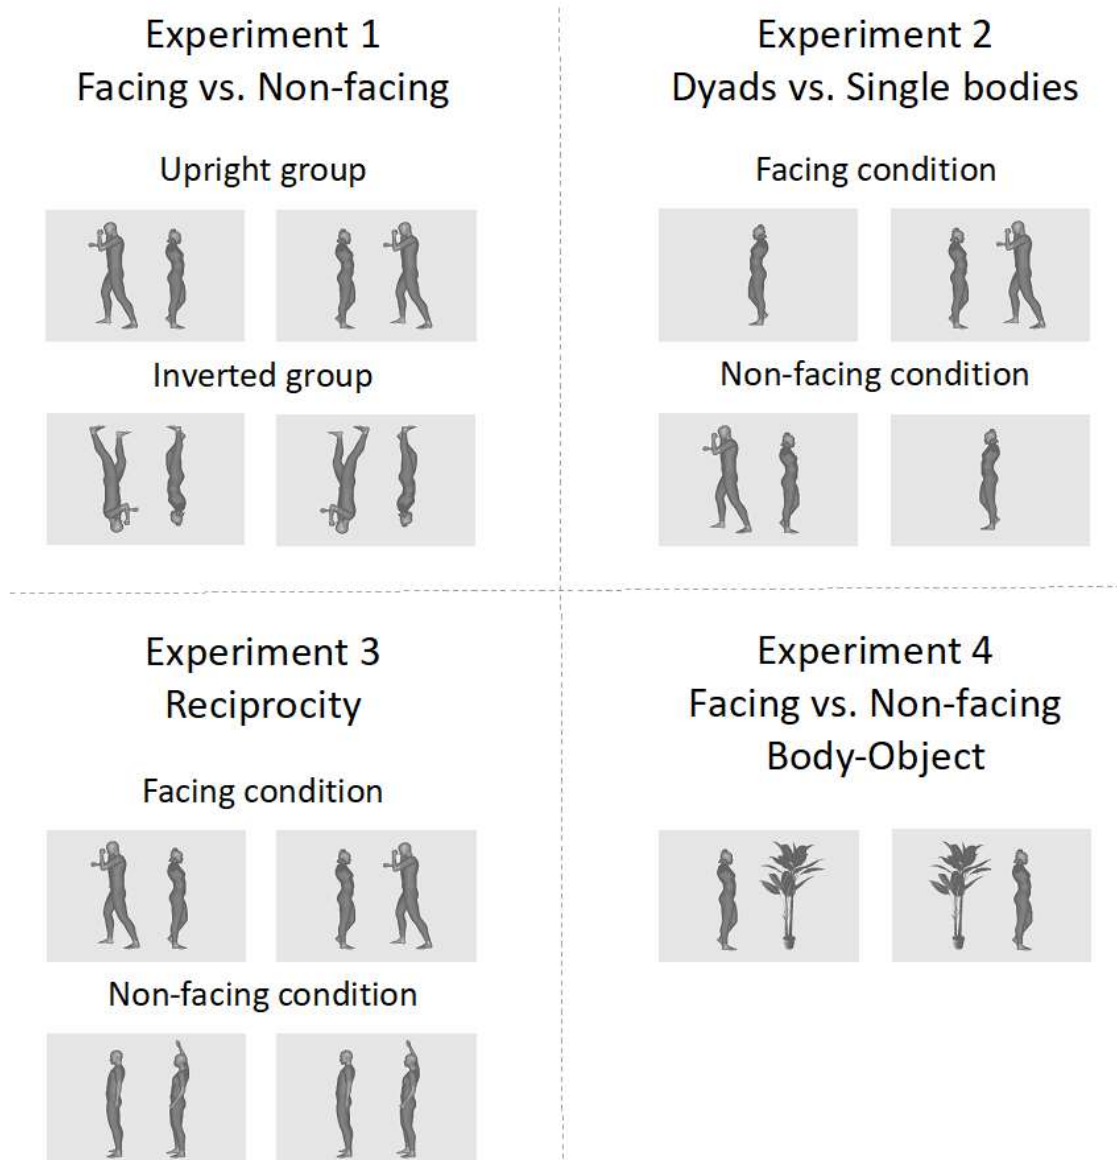 Experiment 1
Facing vs. Non-facing
Upright group
Inverted group
Experiment 2
Dyads vs. Single bodies
Facing condition
Non-facing condition
Experiment 3
Reciprocity
Facing condition
Non-facing condition
Experiment 4
Facing vs. Non-facing
Body-Object